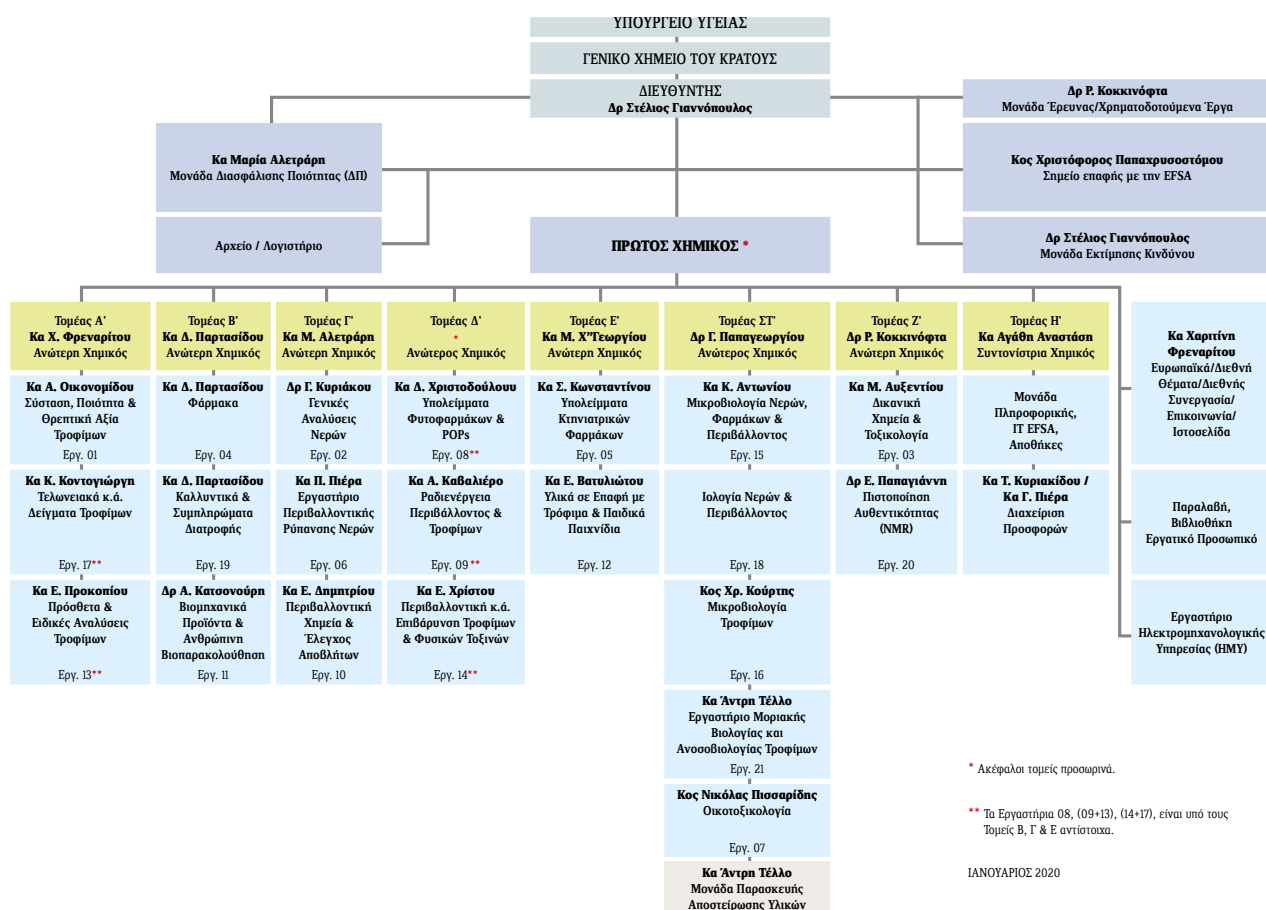 ΥΠΟΥΡΓΕΙΟ ΥΓΕΙΑΣ
ΓΕΝΙΚΟ ΧΗΜΕΙΟ ΤΟΥ ΚΡΑΤΟΥΣ
ΔΙΕΥΘΥΝΤΗΣ
Δρ Στέλιος Γιαννόπουλος
Δρ Ρ. Κοκκινόφτα
Μονάδα Έρευνας/Χρηματοδοτούμενα Έργα
Κα Μαρία Αλετράρη
Μονάδα Διασφάλισης Ποιότητας (ΔΠ)
Κος Χριστόφορος Παπαχρυσοστόμου
Σημείο επαφής με την EFSA
Αρχείο / Λογιστήριο
ΠΡΩΤΟΣ ΧΗΜΙΚΟΣ *
Δρ Στέλιος Γιαννόπουλος
Μονάδα Εκτίμησης Κινδύνου
Τομέας Α'
Κα Χ. Φρεναρίτου
Ανώτερη Χημικός
Κα Α. Οικονομίδου
Σύσταση, Ποιότητα &
Θρεπτική Αξία
Τροφίμων
Εργ. 01
Κα Κ. Κοντογιώργη
Τελωνειακά κ.ά.
Δείγματα Τροφίμων
Εργ. 17**
Κα Ε. Προκοπίου
Πρόσθετα &
Ειδικές Αναλύσεις
Τροφίμων
Εργ. 13**
Τομέας Β'
Κα Δ. Παρτασίδου
Ανώτερη Χημικός
Κα Δ. Παρτασίδου
Φάρμακα
Εργ. 04
Κα Δ. Παρτασίδου
Καλλυντικά &
Συμπληρώματα
Διατροφής
Εργ. 19
Δρ Α. Κατσονούρη
Βιομηχανικά
Προϊόντα &
Ανθρώπινη
Βιοπαρακολούθηση
Εργ. 11
Τομέας Γ'
Κα Μ. Αλετράρη
Ανώτερη Χημικός
Δρ Γ. Κυριάκου
Γενικές
Αναλύσεις
Νερών
Εργ. 02
Κα Π. Πιέρα
Εργαστήριο
Περιβαλλοντικής
Ρύπανσης Νερών
Εργ. 06
Κα Ε. Δημητρίου
Περιβαλλοντική
Χημεία &
Έλεγχος
Αποβλήτων
Εργ. 10
Τομέας Δ'
*
Ανώτερος Χημικός
Κα Δ. Χριστοδούλουυ
Υπολείμματα
Φυτοφαρμάκων &
POPs
Εργ. 08**
Κα Α. Καβαλιέρο
Ραδιενέργεια
Περιβάλλοντος &
Τροφίμων
Εργ. 09**
Κα Ε. Χρίστου
Περιβαλλοντική κ.ά.
Επιβάρυνση Τροφίμων
& Φυσικών Τοξινών
Εργ. 14**
Τομέας Ε'
Κα Μ. Χ"Γεωργίου
Ανώτερη Χημικός
Κα Σ. Κωνσταντίνου
Υπολείμματα
Κτηνιατρικών
Φαρμάκων
Εργ. 05
Κα Ε. Βατυλιώτου
Υλικά σε Επαφή με
Τρόφιμα & Παιδικά
Παιχνίδια
Εργ. 12
Τομέας ΣΤ'
Δρ Γ. Παπαγεωργίου
Ανώτερος Χημικός
Κα Κ. Αντωνίου
Μικροβιολογία Νερών,
Φαρμάκων &
Περιβάλλοντος
Εργ. 15
Ιολογία Νερών &
Περιβάλλοντος
Εργ. 18
Κος Χρ. Κούρτης
Μικροβιολογία
Τροφίμων
Εργ. 16
Κα Άντρη Τέλλο
Εργαστήριο Μοριακής
Βιολογίας και
Ανοσοβιολογίας Τροφίμων
Εργ. 21
Κος Νικόλας Πισσαρίδης
Οικοτοξικολογία
Εργ. 07
Κα Άντρη Τέλλο
Μονάδα Παρασκευής
Αποστείρωσης Υλικών
Τομέας Ζ'
Δρ Ρ. Κοκκινόφτα
Ανώτερη Χημικός
Κα Μ. Αυξεντίου
Δικανική
Χημεία &
Τοξικολογία
Εργ. 03
Δρ Ε. Παπαγιάννη
Πιστοποίηση
Αυθεντικότητας
(NMR)
Εργ. 20
Τομέας Η'
Κα Αγάθη Αναστάση
Συντονίστρια Χημικός
Μονάδα
Πληροφορικής,
IT EFSA,
Αποθήκες
Κα Τ. Κυριακίδου /
Κα Γ. Πιέρα
Διαχείριση
Προσφορών
Κα Χαριτίνη
Φρεναρίτου
Ευρωπαϊκά/Διεθνή
Θέματα/Διεθνής
Συνεργασία/
Επικοινωνία/
Ιστοσελίδα
Παραλαβή,
Βιβλιοθήκη
Εργατικό Προσωπικό
Εργαστήριο
Ηλεκτρομηχανολογικής
Υπηρεσίας (ΗΜΥ)
* Ακέφαλοι τομείς προσωρινά.
** Τα Εργαστήρια 08, (09+13), (14+17), είναι υπό τους
Τομείς Β, Γ & Ε αντίστοιχα.
ΙΑΝΟΥΑΡΙΟΣ 2020